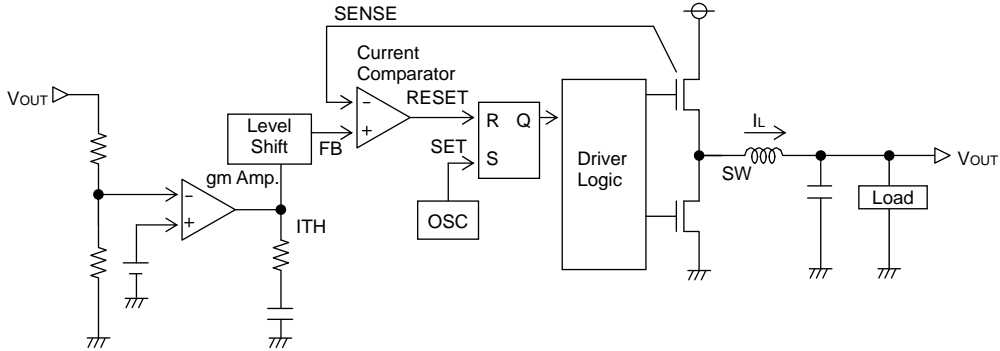 SENSE
Current
Comparator
VOUT
RESET
Level
Shift
FB
R Q
S
SET
IL
Driver
Logic
SW
VOUT
gm Amp.
−
+
−
+
ITH
OSC
Load